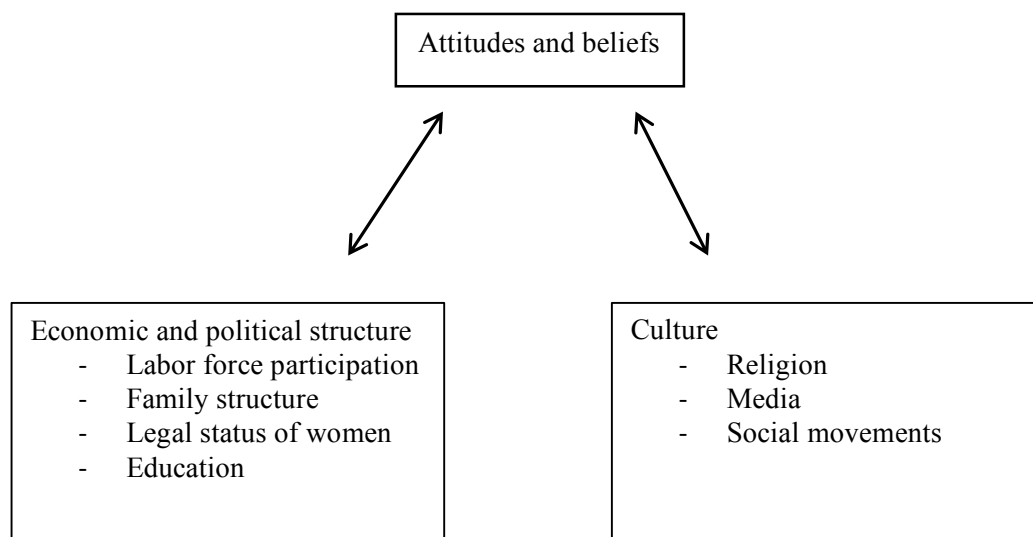 Attitudes and beliefs
Economic and political structure
- Labor force participation
- Family structure
- Legal status of women
- Education
Culture
- Religion
- Media
- Social movements